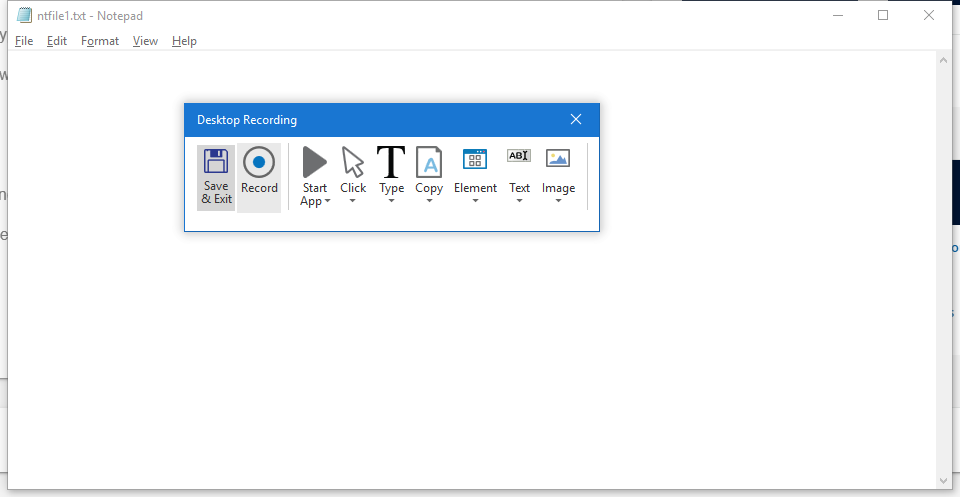 ntfile1.txt - Notepad
File Edit Format View Help
Desktop Recording
Save & Exit
Record
Start App
Click
Type
Copy
Element
ABI
Text
Image